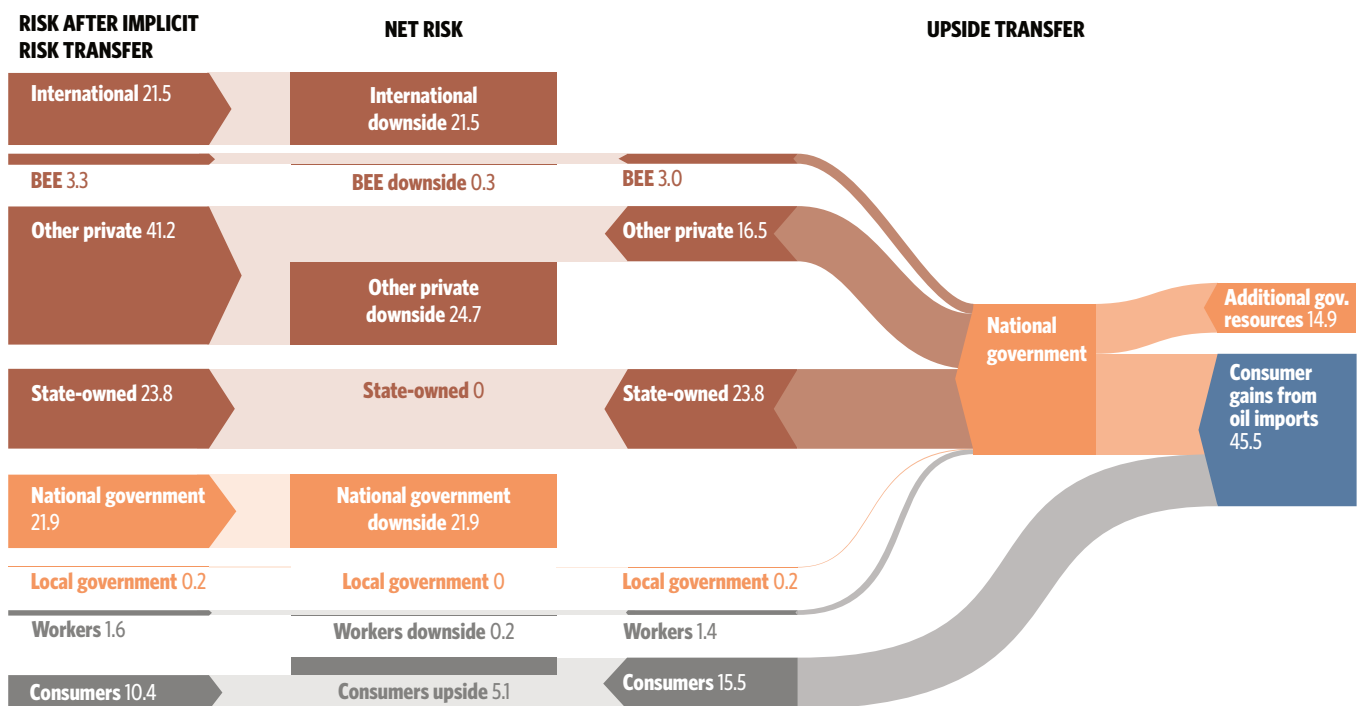 RISK AFTER IMPLICIT
RISK TRANSFER
NET RISK
UPSIDE TRANSFER
International 21.5
International
downside 21.5
BEE 3.3
BEE downside 0.3
BEE 3.0
Other private 41.2
Other private 16.5
Other private
downside 24.7
National
government
Additional gov.
resources 14.9
State-owned 23.8
State-owned 0
State-owned 23.8
Consumer
gains from
oil imports
45.5
National government
21.9
National government
downside 21.9
Local government 0.2
Local government 0
Local government 0.2
Workers 1.6
Workers downside 0.2
Workers 1.4
Consumers 10.4
Consumers upside 5.1
Consumers 15.5